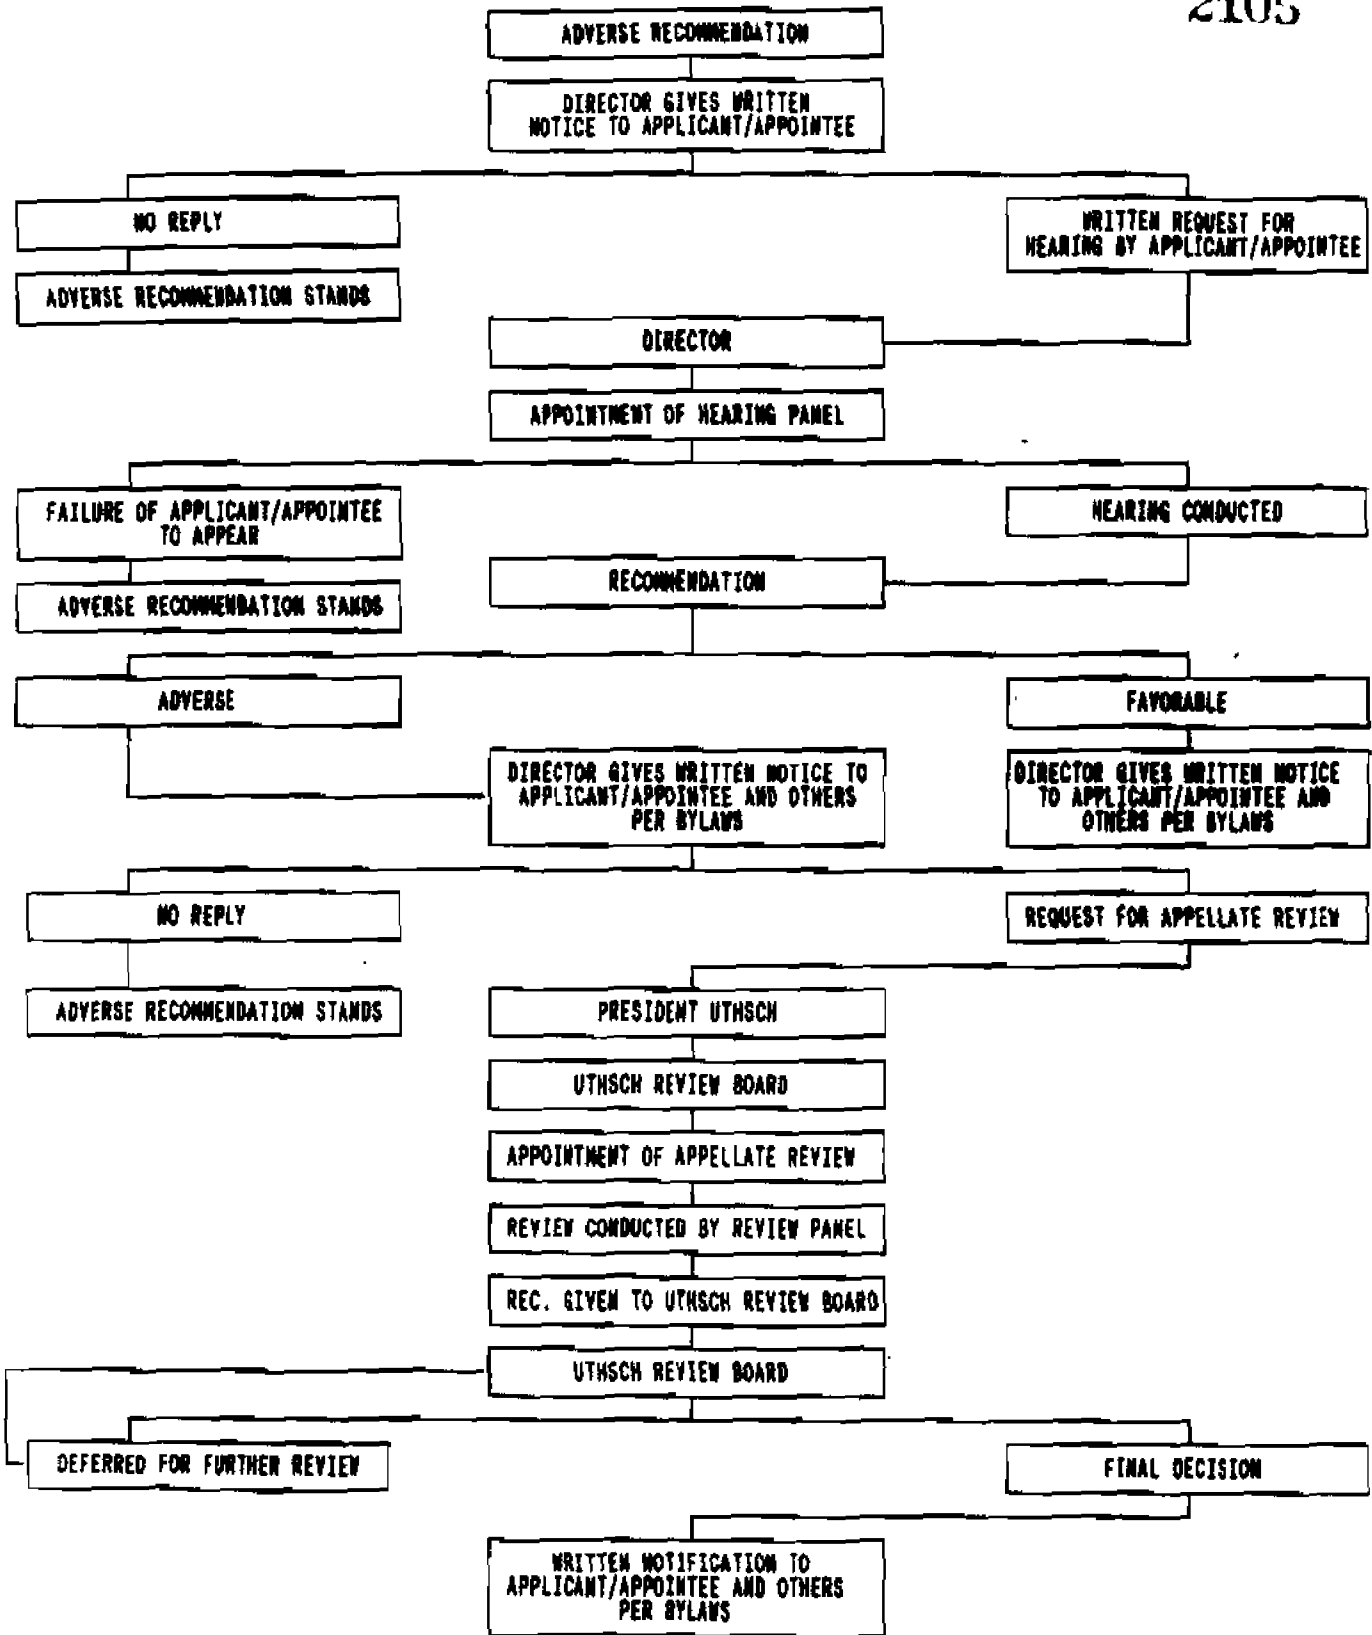 2105
ADVERSE RECOMMENDATION
DIRECTOR GIVES WRITTEN
NOTICE TO APPLICANT/APPOINTEE
NO REPLY
WRITTEN REQUEST FOR
HEARING BY APPLICANT/APPOINTEE
ADVERSE RECOMMENDATION STANDS
DIRECTOR
APPOINTMENT OF HEARING PANEL
FAILURE OF APPLICANT/APPOINTEE
TO APPEAR
HEARING CONDUCTED
RECOMMENDATION
ADVERSE RECOMMENDATION STANDS
ADVERSE
FAVORABLE
DIRECTOR GIVES WRITTEN NOTICE TO
APPLICANT/APPOINTEE AND OTHERS
PER BYLAWS
DIRECTOR GIVES WRITTEN NOTICE
TO APPLICANT/APPOINTEE AND
OTHERS PER BYLAWS
NO REPLY
REQUEST FOR APPELLATE REVIEW
ADVERSE RECOMMENDATION STANDS
PRESIDENT UTHSCH
UTHSCH REVIEW BOARD
APPOINTMENT OF APPELLATE REVIEW
REVIEW CONDUCTED BY REVIEW PANEL
REC. GIVEN TO UTHSCH REVIEW BOARD
UTHSCH REVIEW BOARD
DEFERRED FOR FURTHER REVIEW
FINAL DECISION
WRITTEN NOTIFICATION TO
APPLICANT/APPOINTEE AND OTHERS
PER BYLAWS